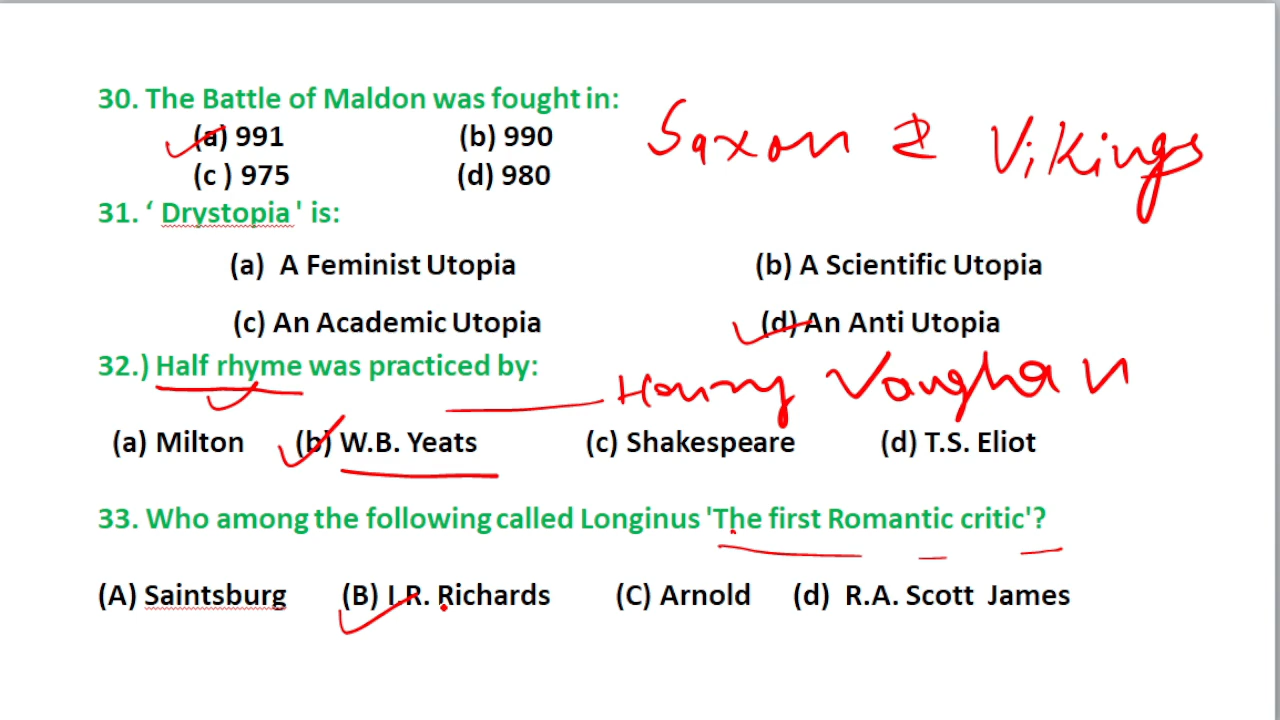 30. The Battle of Maldon was fought in:
(a) 991 (b) 990 Saxon & Vikings
(c ) 975 (d) 980
31. ‘ Drystopia ' is:
(a) A Feminist Utopia (b) A Scientific Utopia
(c) An Academic Utopia (d) An Anti Utopia
32.) Half rhyme was practiced by: Henry Vaughan
(a) Milton (b) W.B. Yeats (c) Shakespeare (d) T.S. Eliot
33. Who among the following called Longinus 'The first Romantic critic'?
(A) Saintsburg (B) I.R. Richards (C) Arnold (d) R.A. Scott James